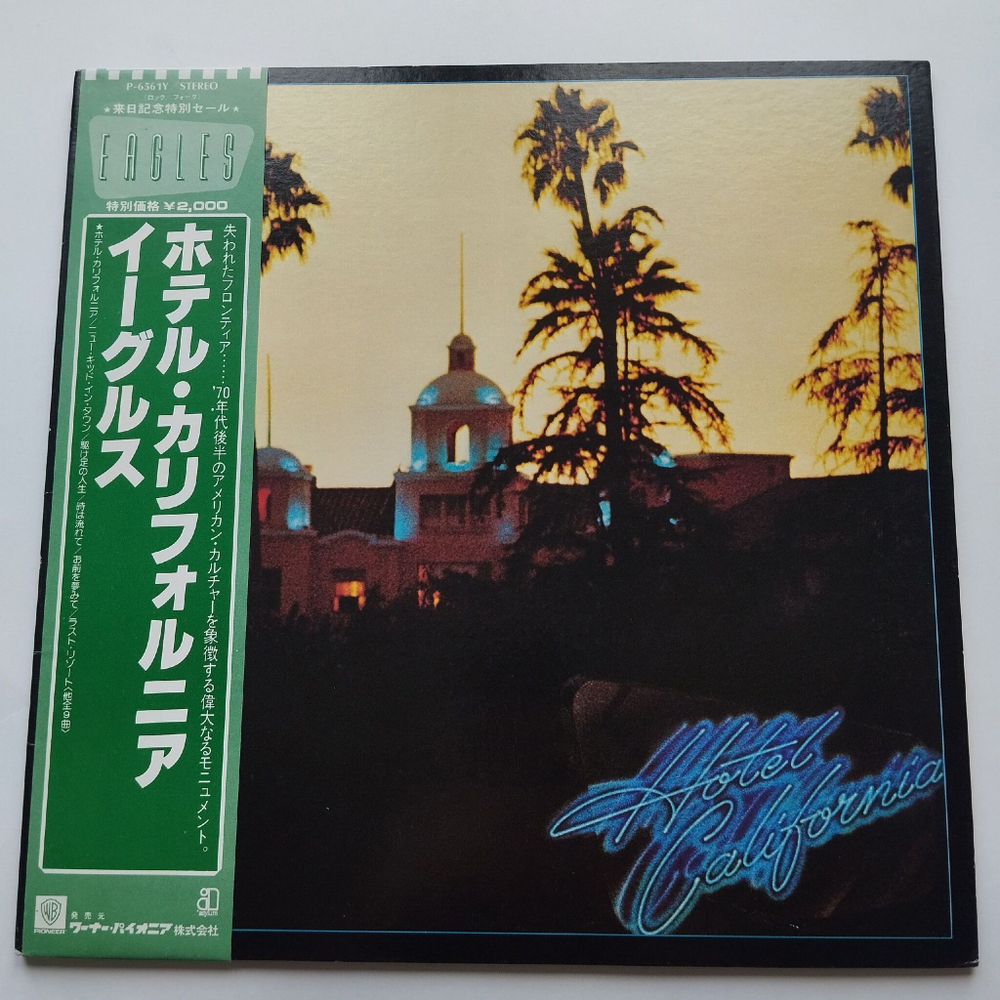 P-6561Y STEREO
(ロック フォーク)
★来日記念特別セール★
EAGLES
特別価格 ¥2,000
失われたフロンティア……'70年代後半のアメリカン・カルチャーを象徴する偉大なるモニュメント。
ホテル・カリフォルニア
イーグルス
★ホテル・カリフォルニア/ニュー・キッド・イン・タウン/駆け足の人生/時は流れて/お前を夢みて/ラスト・リゾート〈他全9曲〉
Hotel
California
WB
PIONEER
発売元
ワーナー・パイオニア株式会社
asylum